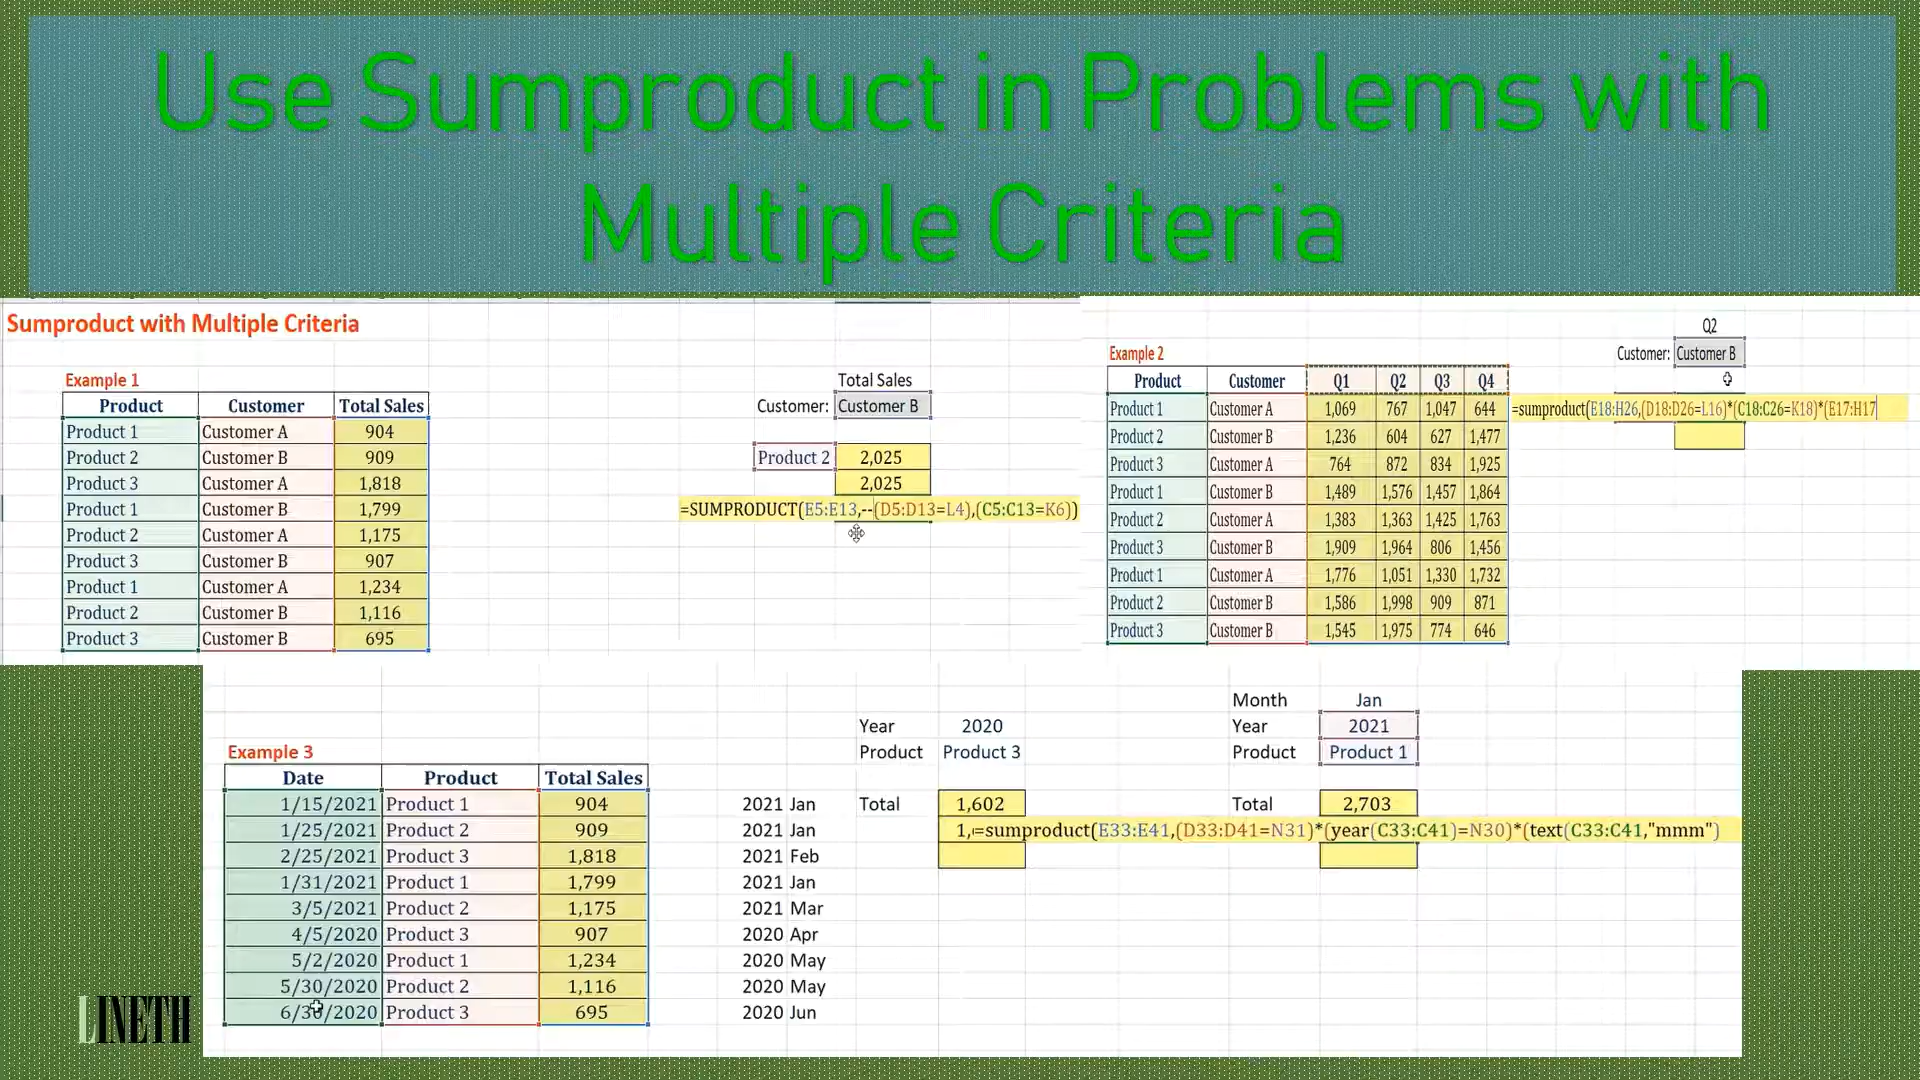 Use Sumproduct in Problems with
Multiple Criteria
Sumproduct with Multiple Criteria
Example 1
Product Customer Total Sales
Product 1 Customer A 904
Product 2 Customer B 909
Product 3 Customer A 1,818
Product 1 Customer B 1,799
Product 2 Customer A 1,175
Product 3 Customer B 907
Product 1 Customer A 1,234
Product 2 Customer B 1,116
Product 3 Customer B 695
Total Sales
Customer: Customer B
Product 2 2,025
2,025
=SUMPRODUCT(E5:E13,--(D5:D13=L4),(C5:C13=K6))
Q2
Customer: Customer B
Example 2
Product Customer Q1 Q2 Q3 Q4
Product 1 Customer A 1,069 767 1,047 644
Product 2 Customer B 1,236 604 627 1,477
Product 3 Customer A 764 872 834 1,925
Product 1 Customer B 1,489 1,576 1,457 1,864
Product 2 Customer A 1,383 1,363 1,425 1,763
Product 3 Customer B 1,909 1,964 806 1,456
Product 1 Customer A 1,776 1,051 1,330 1,732
Product 2 Customer B 1,586 1,998 909 871
Product 3 Customer B 1,545 1,975 774 646
=sumproduct(E18:H26,(D18:D26=L16)*(C18:C26=K18)*(E17:H17
Example 3
Date Product Total Sales
1/15/2021 Product 1 904 2021 Jan
1/25/2021 Product 2 909 2021 Jan
2/25/2021 Product 3 1,818 2021 Feb
1/31/2021 Product 1 1,799 2021 Jan
3/5/2021 Product 2 1,175 2021 Mar
4/5/2020 Product 3 907 2020 Apr
5/2/2020 Product 1 1,234 2020 May
5/30/2020 Product 2 1,116 2020 May
6/30/2020 Product 3 695 2020 Jun
Year 2020
Product Product 3
Total 1,602
Month Jan
Year 2021
Product Product 1
Total 2,703
1, =sumproduct(E33:E41,(D33:D41=N31)*(year(C33:C41)=N30)*(text(C33:C41,"mmm")
LINETH